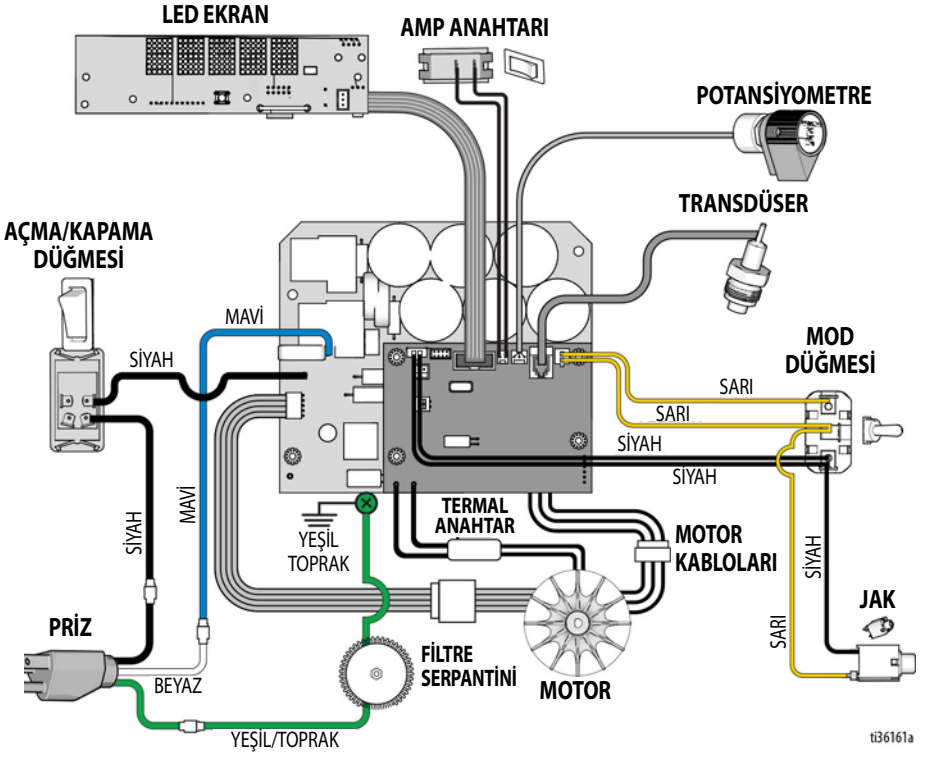 LED EKRAN
AMP ANAHTARI
POTANSİYOMETRE
TRANSDÜSER
AÇMA/KAPAMA
DÜĞMESİ
MAVİ
SİYAH
MOD
DÜĞMESİ
SARI
SARI
SİYAH
SİYAH
MAVİ
SİYAH
TERMAL
ANAHTAR
YEŞİL
TOPRAK
MOTOR
KABLOLARI
SİYAH
JAK
SARI
PRİZ
BEYAZ
FİLTRE
SERPANTİNİ
MOTOR
YEŞİL/TOPRAK
ti36161a